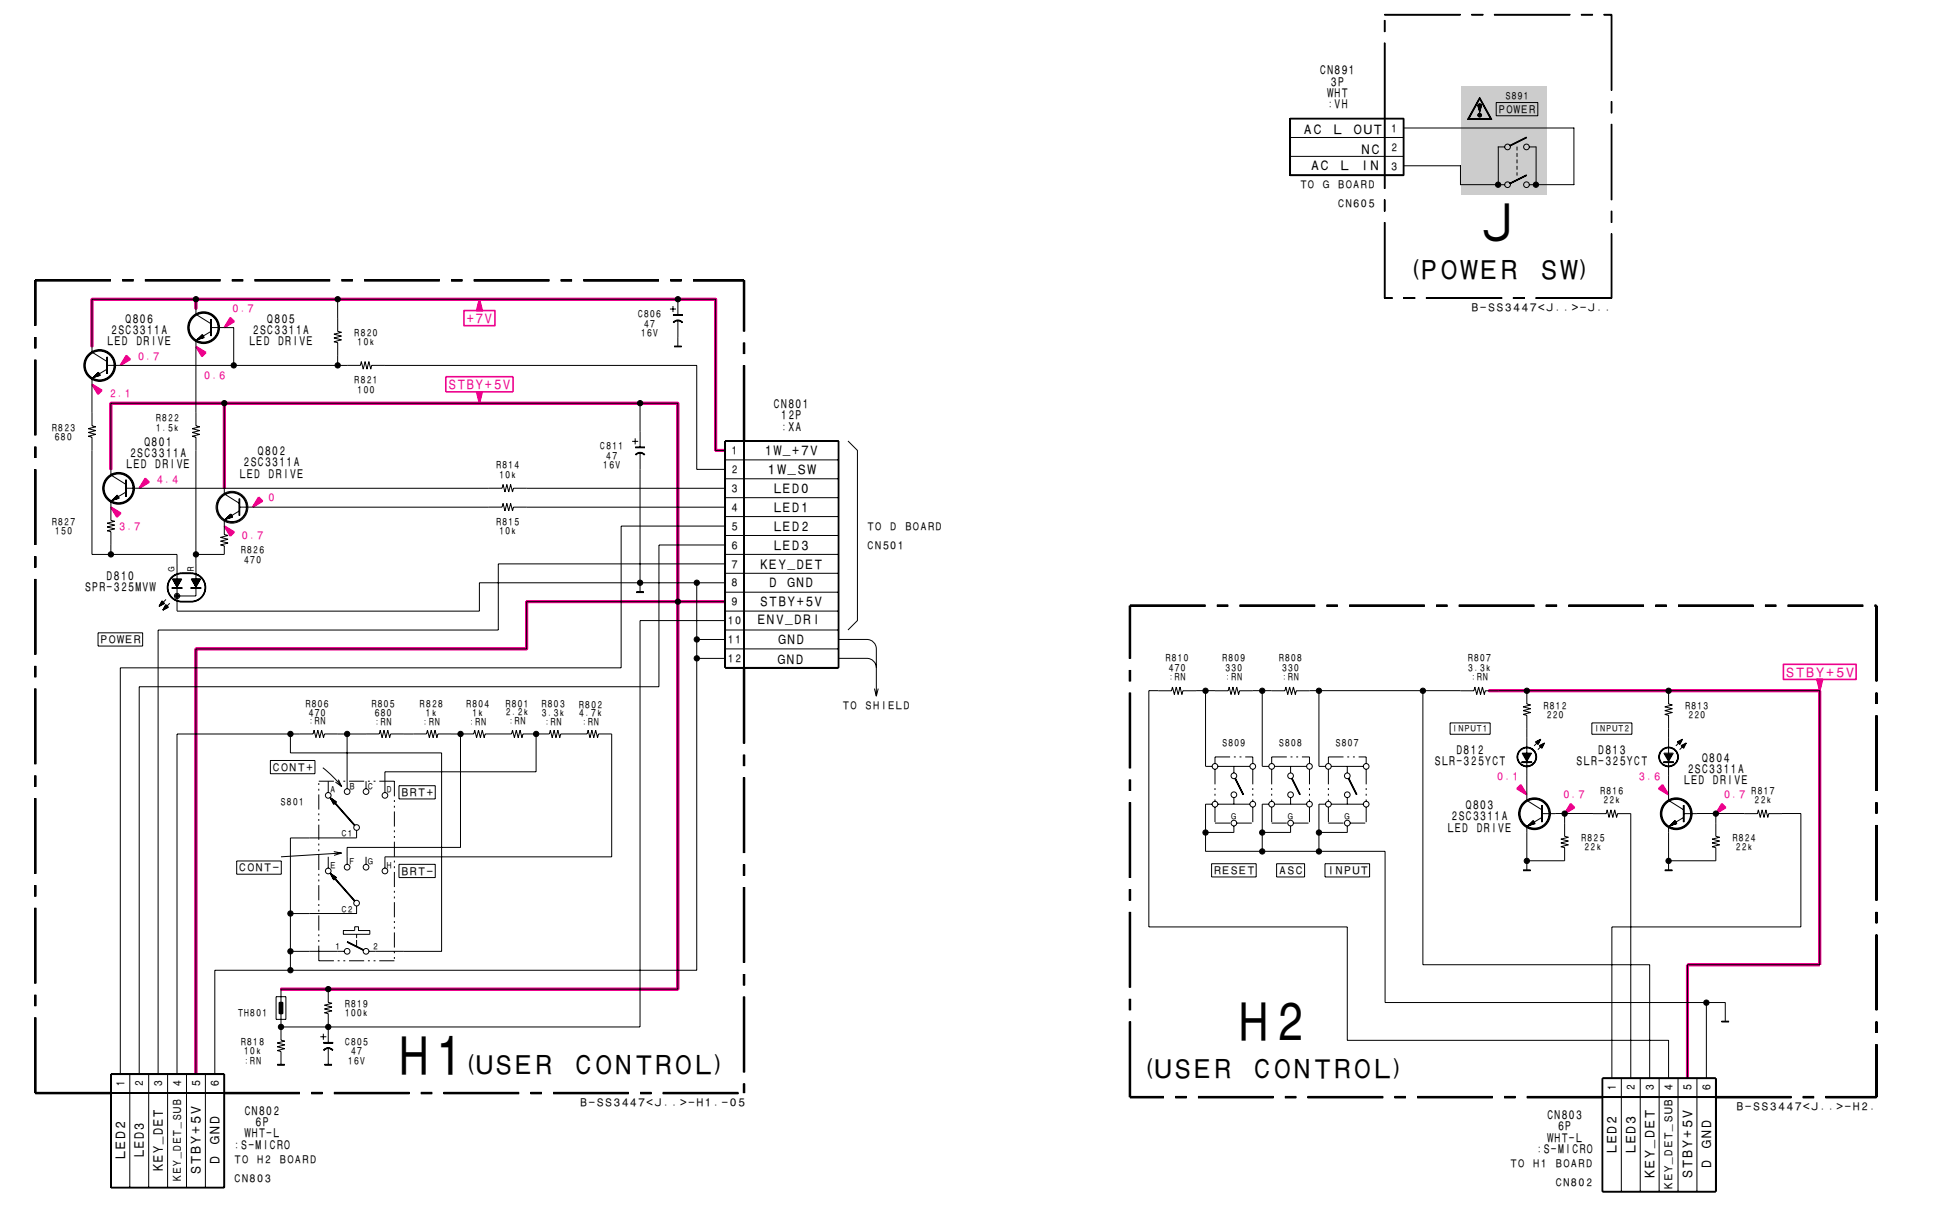 CN891
3P
WHT
:VH
AC L OUT 1
NC 2
AC L IN 3
TO G BOARD
CN605
S891
POWER
J
(POWER SW)
B-SS3447<J..>-J..
Q806
2SC3311A
LED DRIVE
0.7
Q805
2SC3311A
LED DRIVE
0.7
2.1
0.6
R820
10k
R821
100
+7V
C806
47
16V
+
STBY+5V
R823
680
R822
1.5k
Q801
2SC3311A
LED DRIVE
4.4
3.7
Q802
2SC3311A
LED DRIVE
0
0.7
R827
150
R826
470
R814
10k
R815
10k
C811
47
16V
+
D810
SPR-325MVW
G
R
POWER
CN801
12P
:XA
1 1W_+7V
2 1W_SW
3 LED0
4 LED1
5 LED2
6 LED3
7 KEY_DET
8 D GND
9 STBY+5V
10 ENV_DRI
11 GND
12 GND
TO D BOARD
CN501
TO SHIELD
R806
470
:RN
R805
680
:RN
R828
1k
:RN
R804
1k
:RN
R801
2.2k
:RN
R803
3.3k
:RN
R802
4.7k
:RN
CONT+
BRT+
S801
A
B
C
D
C1
CONT-
BRT-
E
F
G
H
C2
1
2
TH801
R819
100k
R818
10k
:RN
C805
47
16V
+
H1 (USER CONTROL)
B-SS3447<J..>-H1.-05
1 LED2
2 LED3
3 KEY_DET
4 KEY_DET_SUB
5 STBY+5V
6 D GND
CN802
6P
WHT-L
:S-MICRO
TO H2 BOARD
CN803
R810
470
:RN
R809
330
:RN
R808
330
:RN
R807
3.3k
:RN
STBY+5V
R812
220
R813
220
INPUT1
INPUT2
S809
S808
S807
G
G
G
D812
SLR-325YCT
0.1
D813
SLR-325YCT
3.6
Q804
2SC3311A
LED DRIVE
0.7
Q803
2SC3311A
LED DRIVE
0.7
R816
22k
R817
22k
R825
22k
R824
22k
RESET
ASC
INPUT
H2
(USER CONTROL)
B-SS3447<J..>-H2.
1 LED2
2 LED3
3 KEY_DET
4 KEY_DET_SUB
5 STBY+5V
6 D GND
CN803
6P
WHT-L
:S-MICRO
TO H1 BOARD
CN802